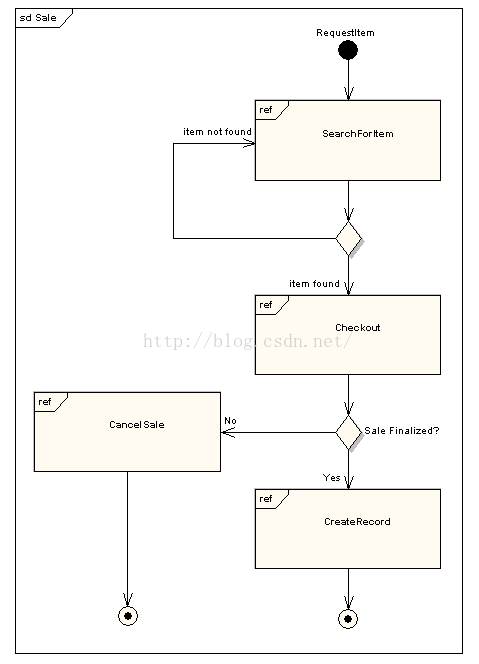 sd Sale
RequestItem
ref
SearchForItem
item not found
item found
ref
Checkout
http://blog.csdn.net/
ref
CancelSale
No
Sale Finalized?
Yes
ref
CreateRecord